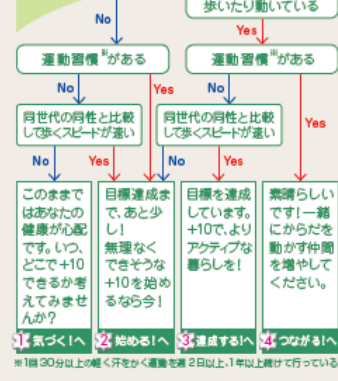 歩いたり動いている
No
Yes
運動習慣※がある
運動習慣※がある
No
Yes
No
Yes
同世代の同性と比較
して歩くスピードが速い
同世代の同性と比較
して歩くスピードが速い
No
Yes
No
Yes
このままで
はあなたの
健康が心配
です。いつ、
どこで+10
できるか考
えてみませ
んか?
1 気づく!へ
目標達成ま
で、あと少
し!
無理なく
できそうな
+10を始め
るなら今!
2 始める!へ
目標を達成
しています。
+10で、より
アクティブな
暮らしを!
3 達成する!へ
素晴らしい
です!一緒
にからだを
動かす仲間
を増やして
ください。
4 つながる!へ
※1回30分以上の軽く汗をかく運動を週2日以上、1年以上続けて行っている